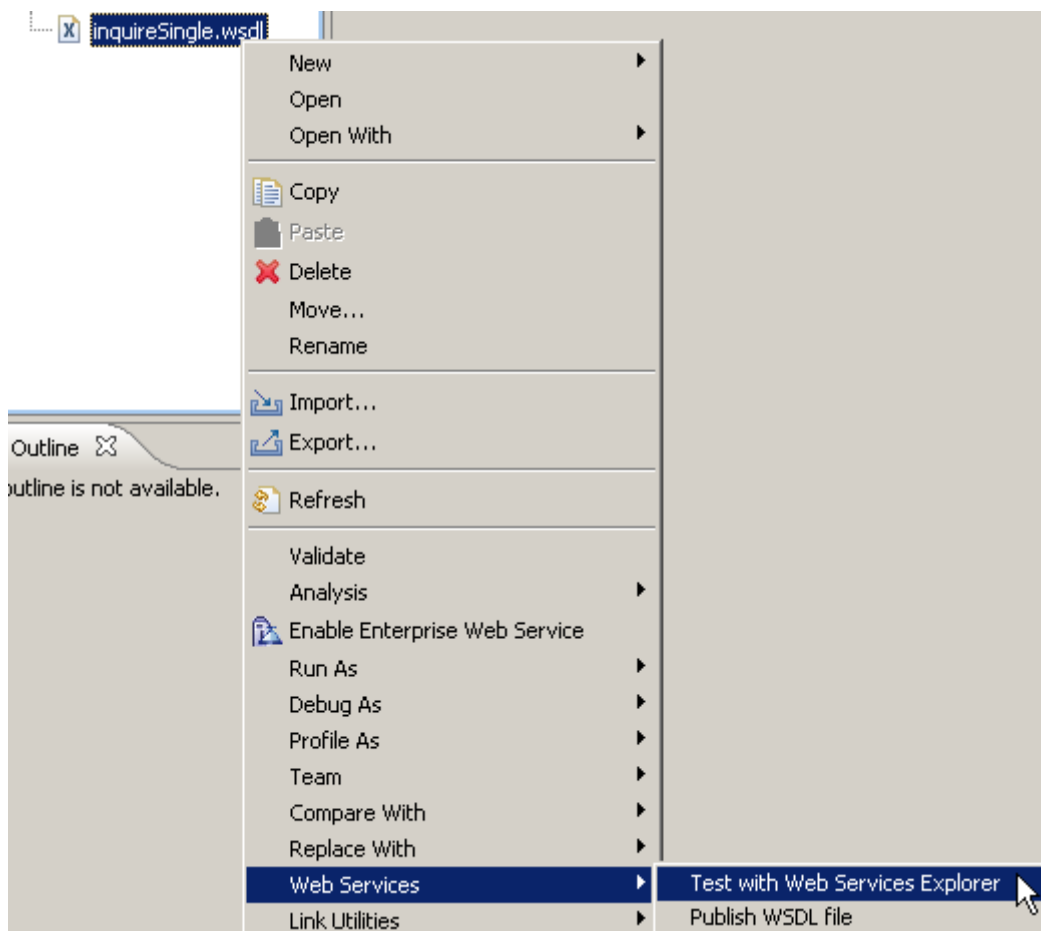 inquireSingle.wsdl
New
Open
Open With
Copy
Paste
Delete
Move...
Rename
Import...
Export...
Outline
outline is not available.
Refresh
Validate
Analysis
Enable Enterprise Web Service
Run As
Debug As
Profile As
Team
Compare With
Replace With
Web Services
Test with Web Services Explorer
Link Utilities
Publish WSDL file